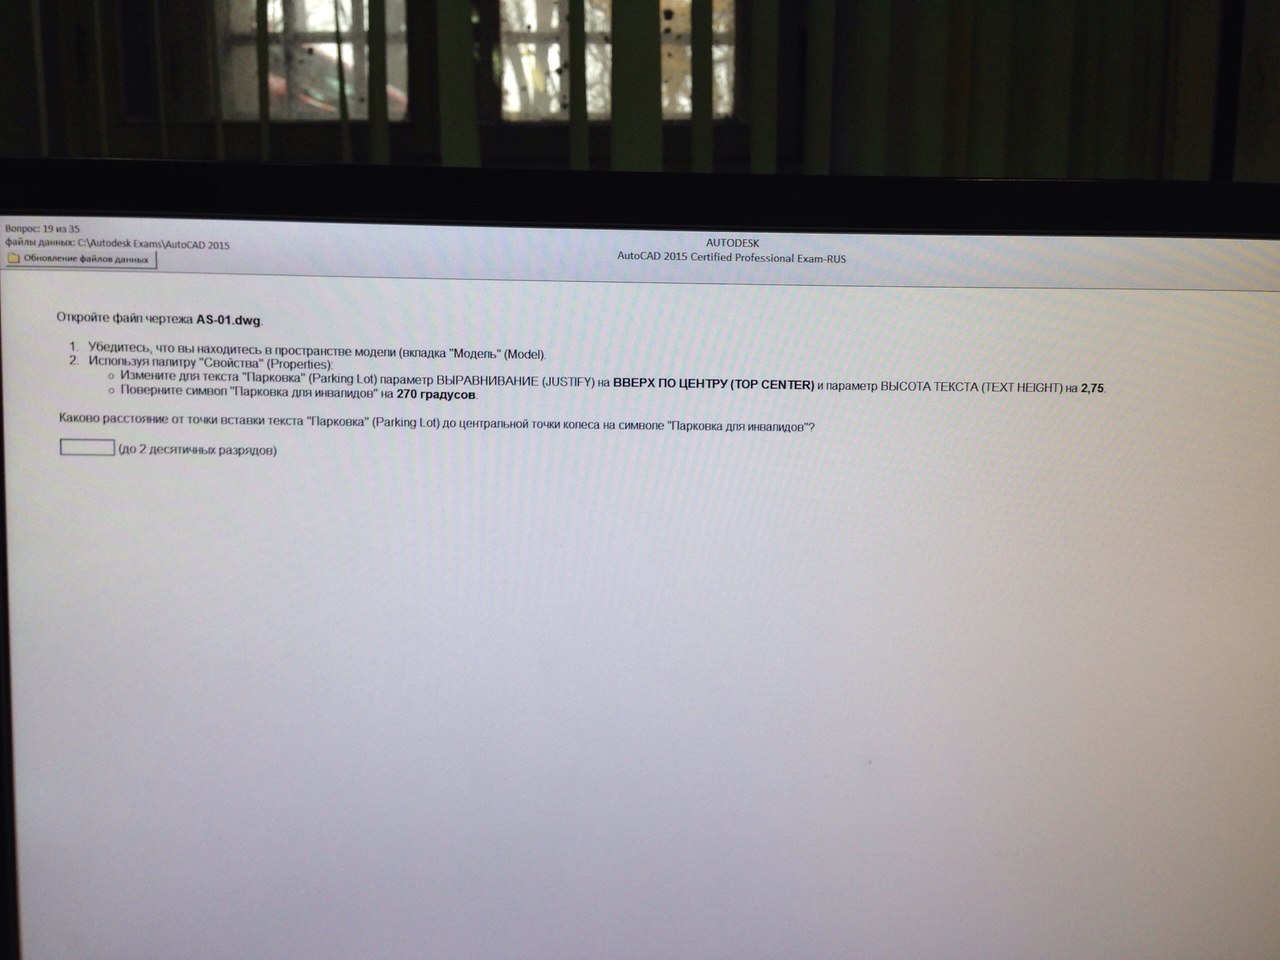 Вопрос: 19 из 35
файлы данных: C:\Autodesk Exams\AutoCAD 2015
Обновление файлов данных
AUTODESK
AutoCAD 2015 Certified Professional Exam-RUS
Откройте файл чертежа AS-01.dwg.
1. Убедитесь, что вы находитесь в пространстве модели (вкладка "Модель" (Model).
2. Используя палитру "Свойства" (Properties):
Измените для текста "Парковка" (Parking Lot) параметр ВЫРАВНИВАНИЕ (JUSTIFY) на ВВЕРХ ПО ЦЕНТРУ (TOP CENTER) и параметр ВЫСОТА ТЕКСТА (TEXT HEIGHT) на 2,75.
Поверните символ "Парковка для инвалидов" на 270 градусов.
Каково расстояние от точки вставки текста "Парковка" (Parking Lot) до центральной точки колеса на символе "Парковка для инвалидов"?
(до 2 десятичных разрядов)